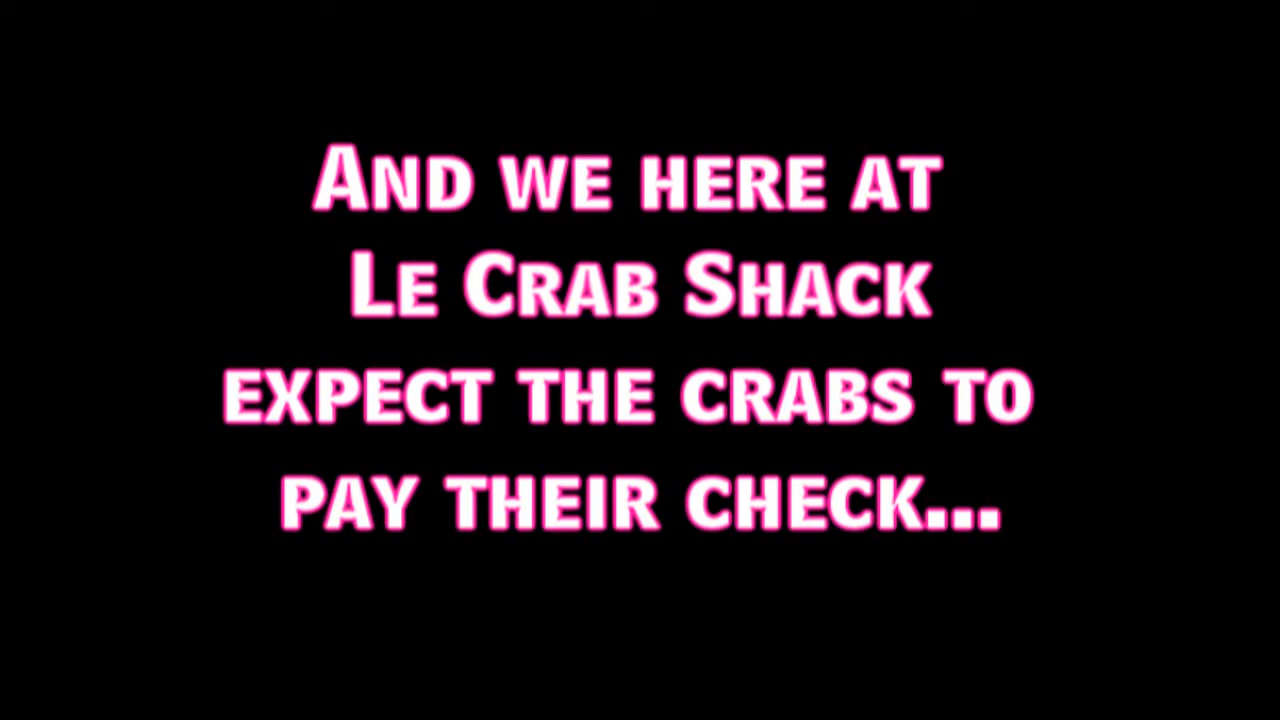 And we here at
Le Crab Shack
expect the crabs to
pay their check...